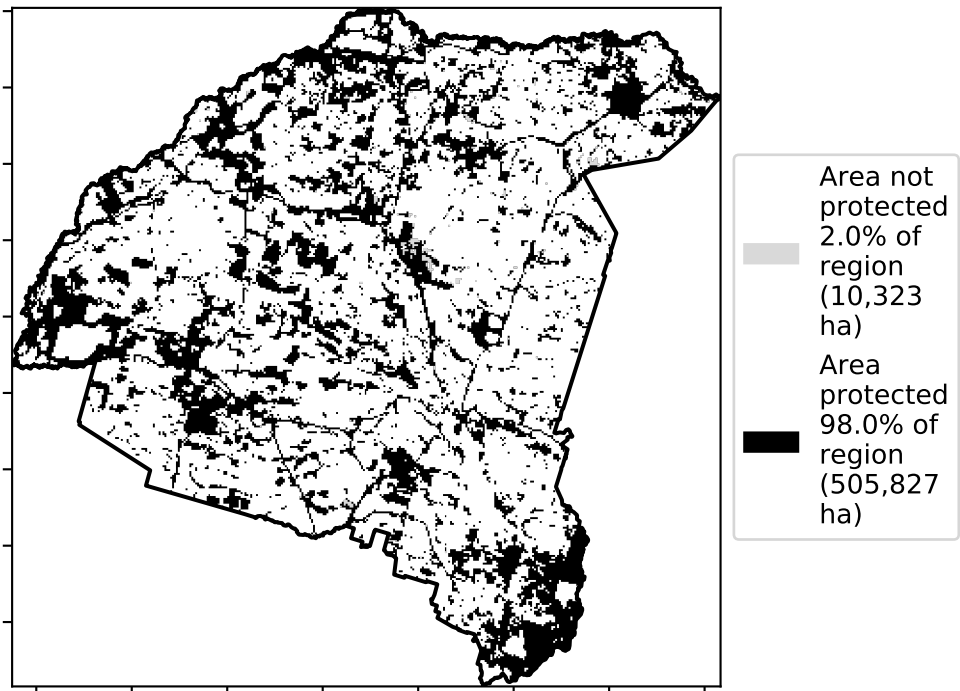 Area not
protected
2.0% of
region
(10,323
ha)
Area
protected
98.0% of
region
(505,827
ha)